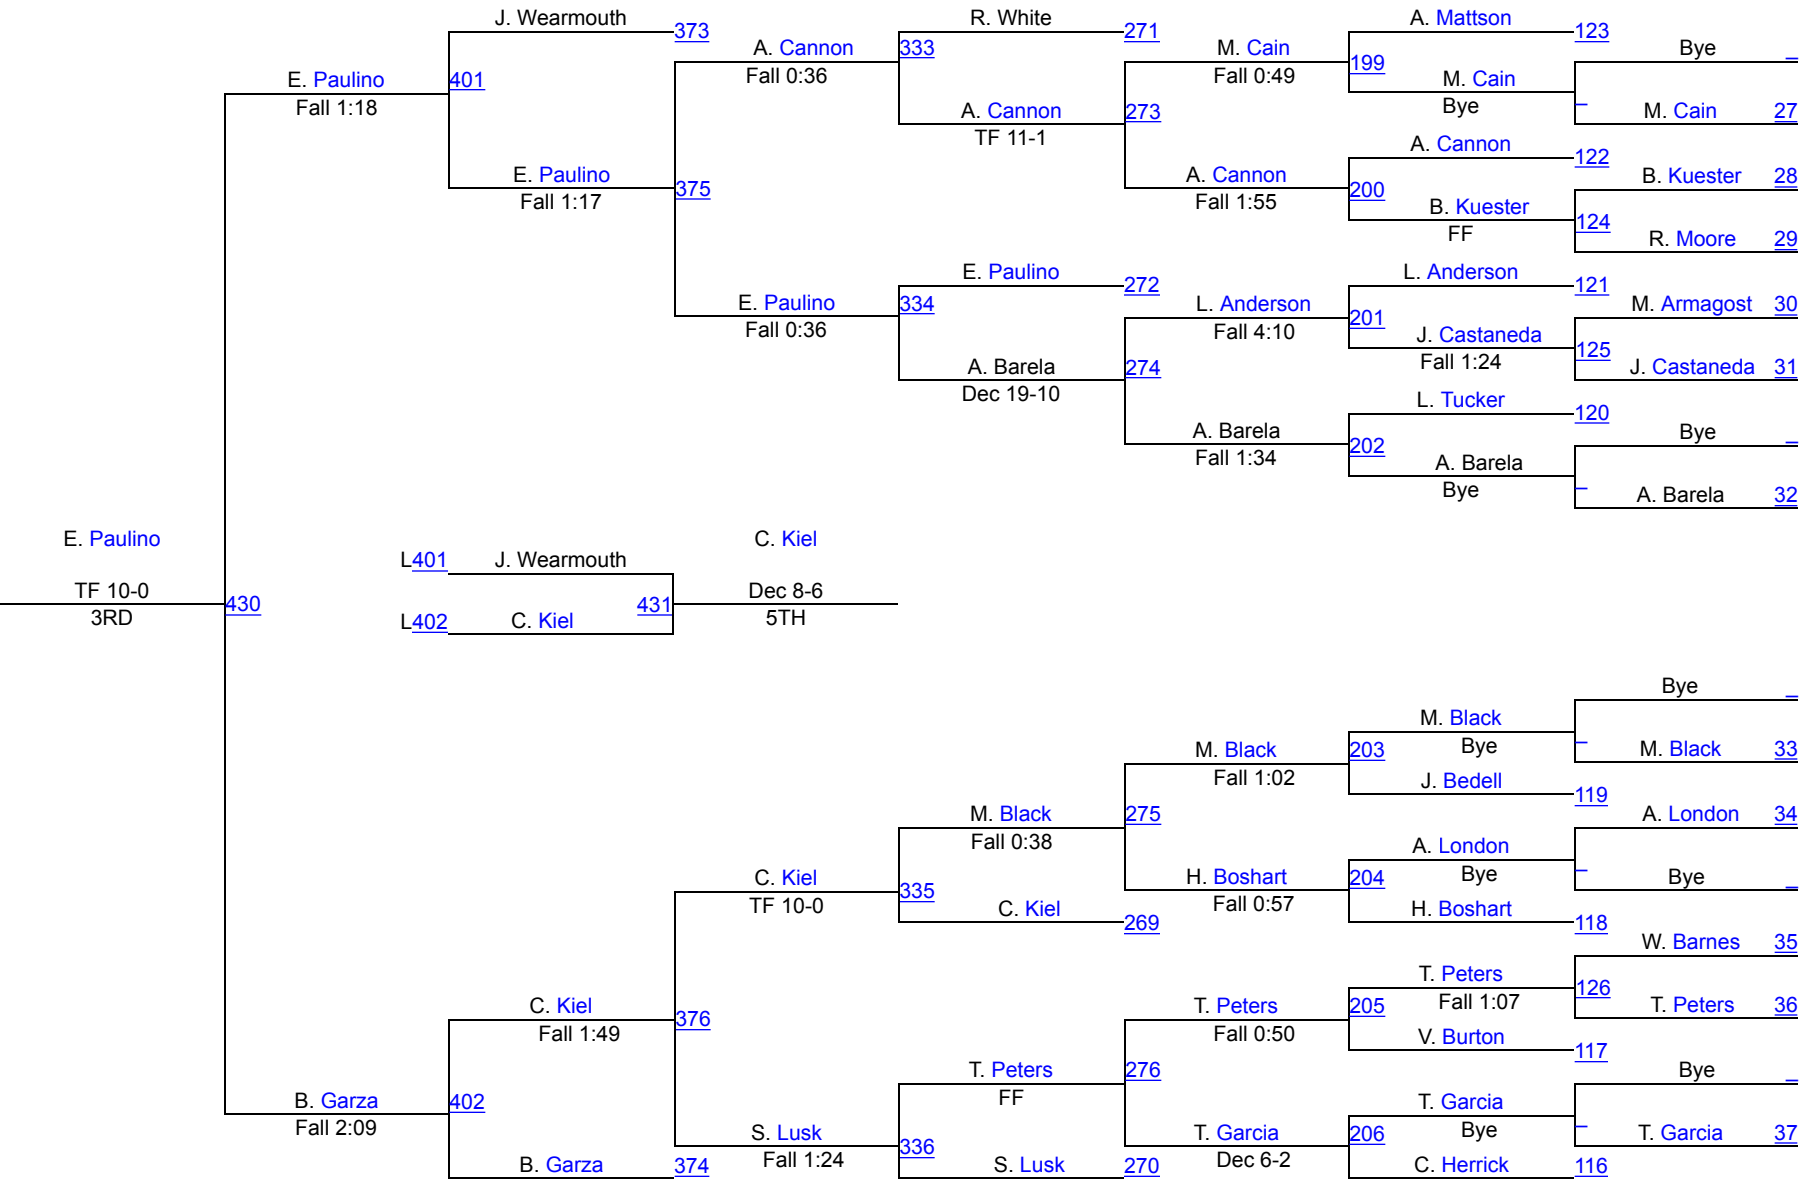 J. Wearmouth
373
R. White
271
A. Mattson
123
A. Cannon
333
M. Cain
199
Bye
Fall 0:36
Fall 0:49
E. Paulino
401
M. Cain
Bye
Fall 1:18
A. Cannon
273
M. Cain
27
TF 11-1
A. Cannon
122
E. Paulino
375
A. Cannon
200
B. Kuester
28
Fall 1:17
Fall 1:55
B. Kuester
124
FF
R. Moore
29
E. Paulino
272
L. Anderson
121
E. Paulino
334
L. Anderson
201
M. Armagost
30
Fall 0:36
Fall 4:10
J. Castaneda
125
Fall 1:24
A. Barela
274
J. Castaneda
31
Dec 19-10
L. Tucker
120
A. Barela
202
Bye
Fall 1:34
A. Barela
Bye
A. Barela
32
E. Paulino
C. Kiel
L401
J. Wearmouth
TF 10-0
430
431
Dec 8-6
3RD
L402
C. Kiel
5TH
Bye
M. Black
Bye
M. Black
203
M. Black
33
Fall 1:02
J. Bedell
119
M. Black
275
A. London
34
Fall 0:38
A. London
Bye
C. Kiel
335
H. Boshart
204
Bye
TF 10-0
Fall 0:57
C. Kiel
269
H. Boshart
118
W. Barnes
35
T. Peters
126
Fall 1:07
C. Kiel
376
T. Peters
205
T. Peters
36
Fall 1:49
Fall 0:50
V. Burton
117
T. Peters
276
Bye
FF
B. Garza
402
T. Garcia
Fall 2:09
Bye
S. Lusk
336
T. Garcia
206
T. Garcia
37
Fall 1:24
Dec 6-2
B. Garza
374
S. Lusk
270
C. Herrick
116